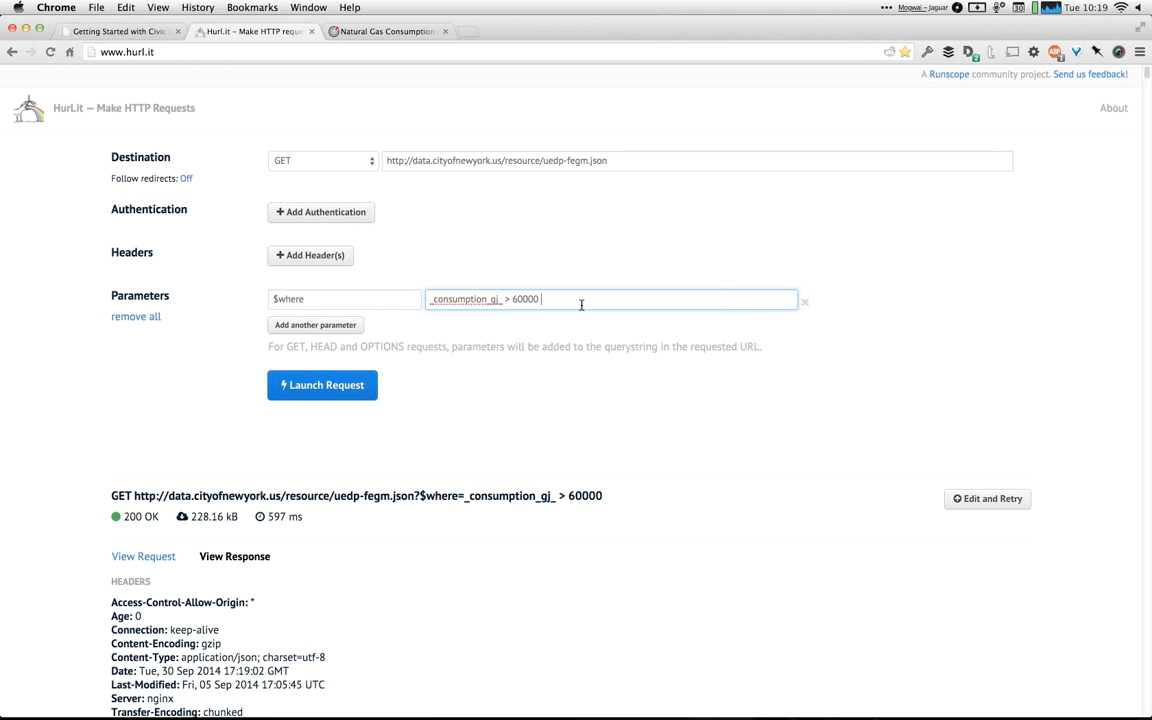 Chrome File Edit View History Bookmarks Window Help
Mogwai – Jaguar
30
Tue 10:19
Getting Started with Civic
Hurl.it – Make HTTP reque
Natural Gas Consumption
www.hurl.it
A Runscope community project. Send us feedback!
Hurl.it — Make HTTP Requests
About
Destination
GET
http://data.cityofnewyork.us/resource/uedp-fegm.json
Follow redirects: Off
Authentication
Add Authentication
Headers
Add Header(s)
Parameters
$where
_consumption_gj_ > 60000
remove all
Add another parameter
For GET, HEAD and OPTIONS requests, parameters will be added to the querystring in the requested URL.
Launch Request
GET http://data.cityofnewyork.us/resource/uedp-fegm.json?$where=_consumption_gj_ > 60000
Edit and Retry
200 OK 228.16 kB 597 ms
View Request View Response
HEADERS
Access-Control-Allow-Origin: *
Age: 0
Connection: keep-alive
Content-Encoding: gzip
Content-Type: application/json; charset=utf-8
Date: Tue, 30 Sep 2014 17:19:02 GMT
Last-Modified: Fri, 05 Sep 2014 17:05:45 UTC
Server: nginx
Transfer-Encoding: chunked